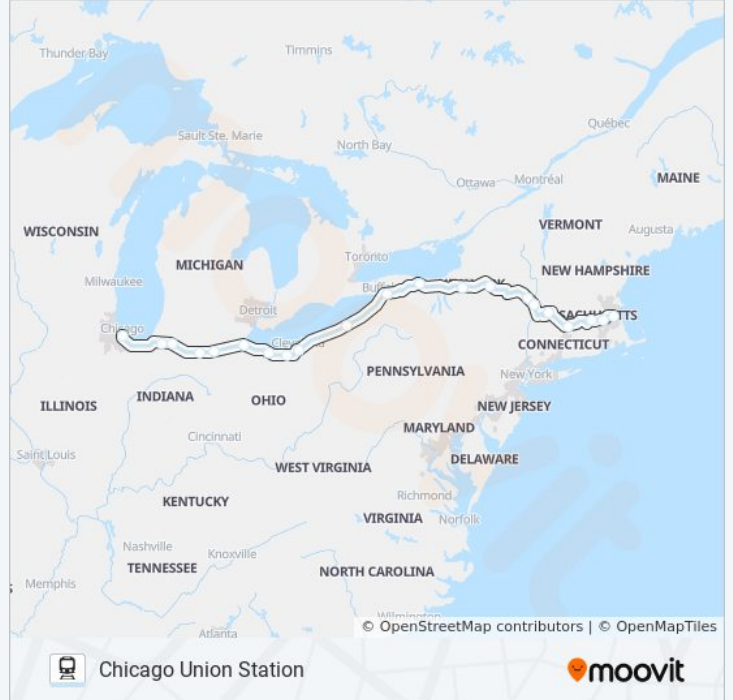 Thunder Bay
Timmins
Québec
Sault Ste. Marie
North Bay
MAINE
Ottawa
Montréal
WISCONSIN
VERMONT
Augusta
Toronto
MICHIGAN
NEW HAMPSHIRE
Milwaukee
Detroit
Chicago
CONNECTICUT
PENNSYLVANIA
New York
INDIANA
OHIO
ILLINOIS
NEW JERSEY
Cincinnati
MARYLAND
Saint Louis
WEST VIRGINIA
DELAWARE
KENTUCKY
Richmond
VIRGINIA
Norfolk
Nashville
Knoxville
TENNESSEE
NORTH CAROLINA
Memphis
Wilmington
Atlanta
© OpenStreetMap contributors | © OpenMapTiles
Chicago Union Station
moovit